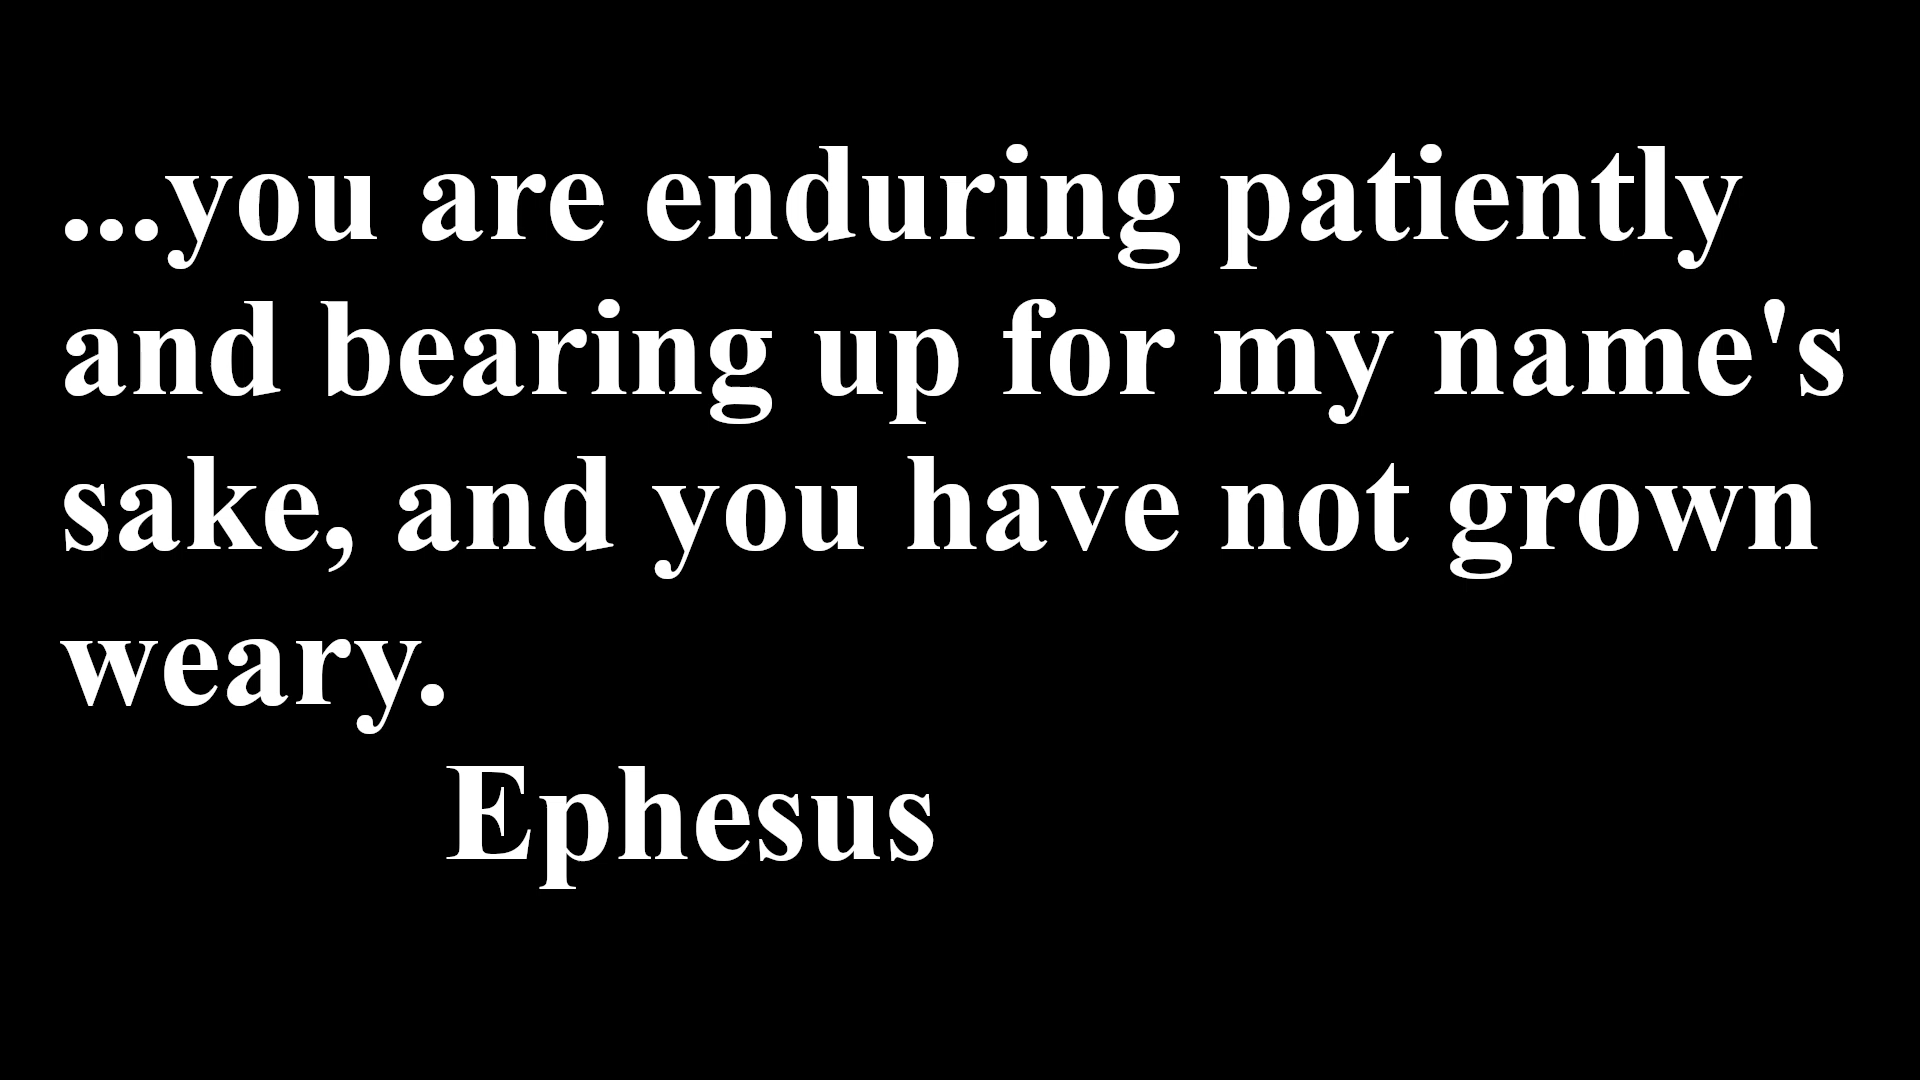 ...you are enduring patiently
and bearing up for my name's
sake, and you have not grown
weary.
Ephesus